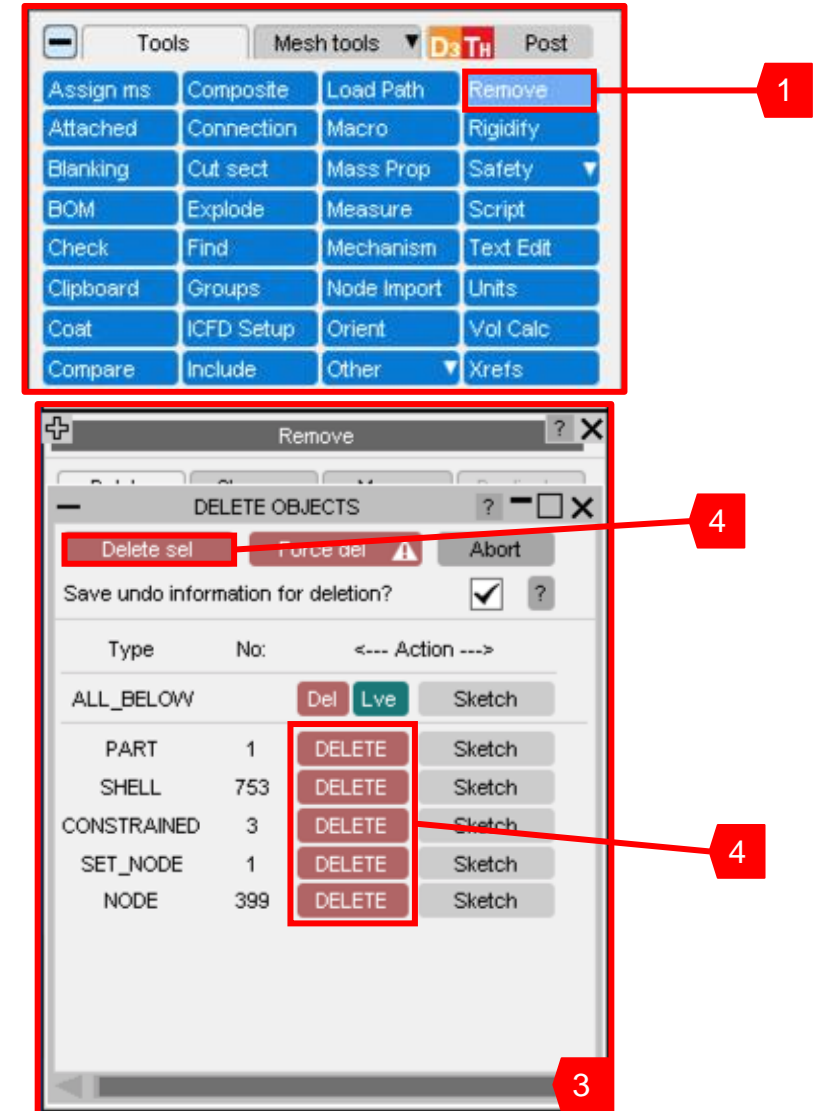 Tools Mesh tools D3 TH Post
Assign ms Composite Load Path Remove
1
Attached Connection Macro Rigidify
Blanking Cut sect Mass Prop Safety
BOM Explode Measure Script
Check Find Mechanism Text Edit
Clipboard Groups Node Import Units
Coat ICFD Setup Orient Vol Calc
Compare Include Other Xrefs
Remove ?
DELETE OBJECTS ?
4
Delete sel Force del Abort
Save undo information for deletion? ?
Type No: <--- Action --->
ALL_BELOW Del Lve Sketch
PART 1 DELETE Sketch
SHELL 753 DELETE Sketch
CONSTRAINED 3 DELETE Sketch
4
SET_NODE 1 DELETE Sketch
NODE 399 DELETE Sketch
3